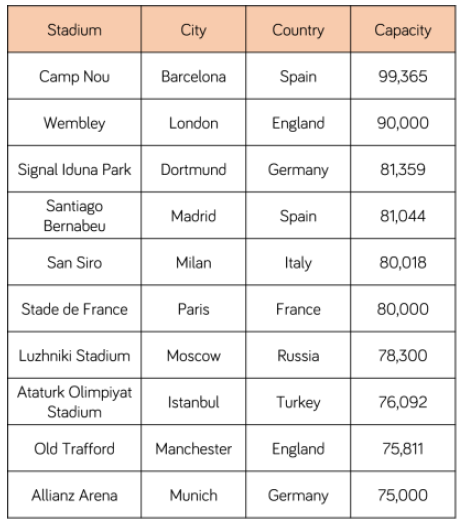 Stadium City Country Capacity
Camp Nou Barcelona Spain 99,365
Wembley London England 90,000
Signal Iduna Park Dortmund Germany 81,359
Santiago
Bernabeu Madrid Spain 81,044
San Siro Milan Italy 80,018
Stade de France Paris France 80,000
Luzhniki Stadium Moscow Russia 78,300
Ataturk Olimpiyat
Stadium Istanbul Turkey 76,092
Old Trafford Manchester England 75,811
Allianz Arena Munich Germany 75,000